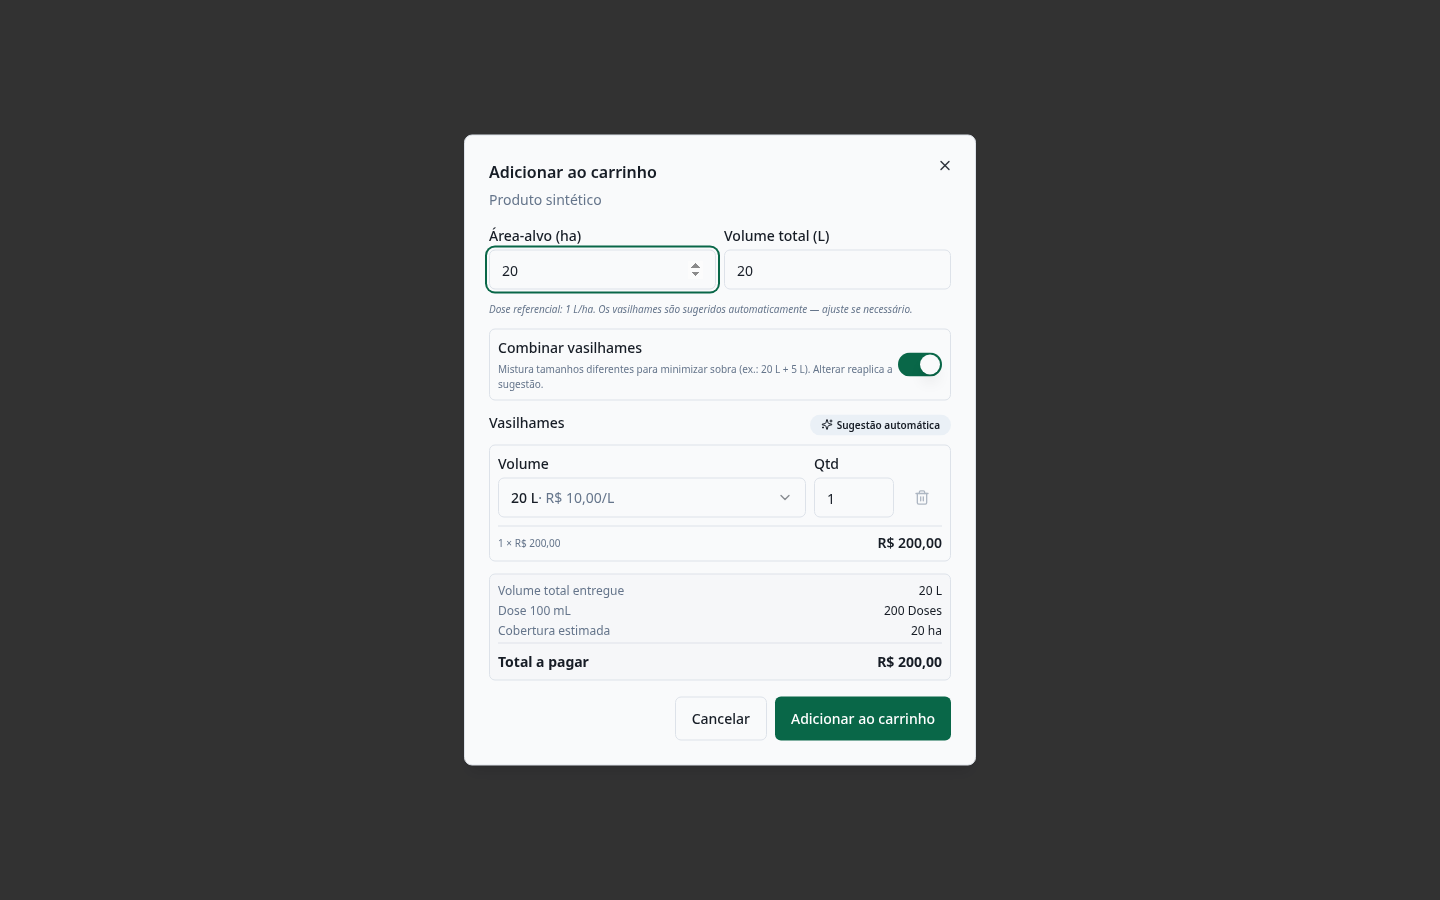 Adicionar ao carrinho
Produto sintético
Área-alvo (ha)
Volume total (L)
20
20
Dose referencial: 1 L/ha. Os vasilhames são sugeridos automaticamente — ajuste se necessário.
Combinar vasilhames
Mistura tamanhos diferentes para minimizar sobra (ex.: 20 L + 5 L). Alterar reaplica a
sugestão.
Vasilhames
Sugestão automática
Volume
Qtd
20 L· R$ 10,00/L
1
1 × R$ 200,00
R$ 200,00
Volume total entregue
20 L
Dose 100 mL
200 Doses
Cobertura estimada
20 ha
Total a pagar
R$ 200,00
Cancelar
Adicionar ao carrinho